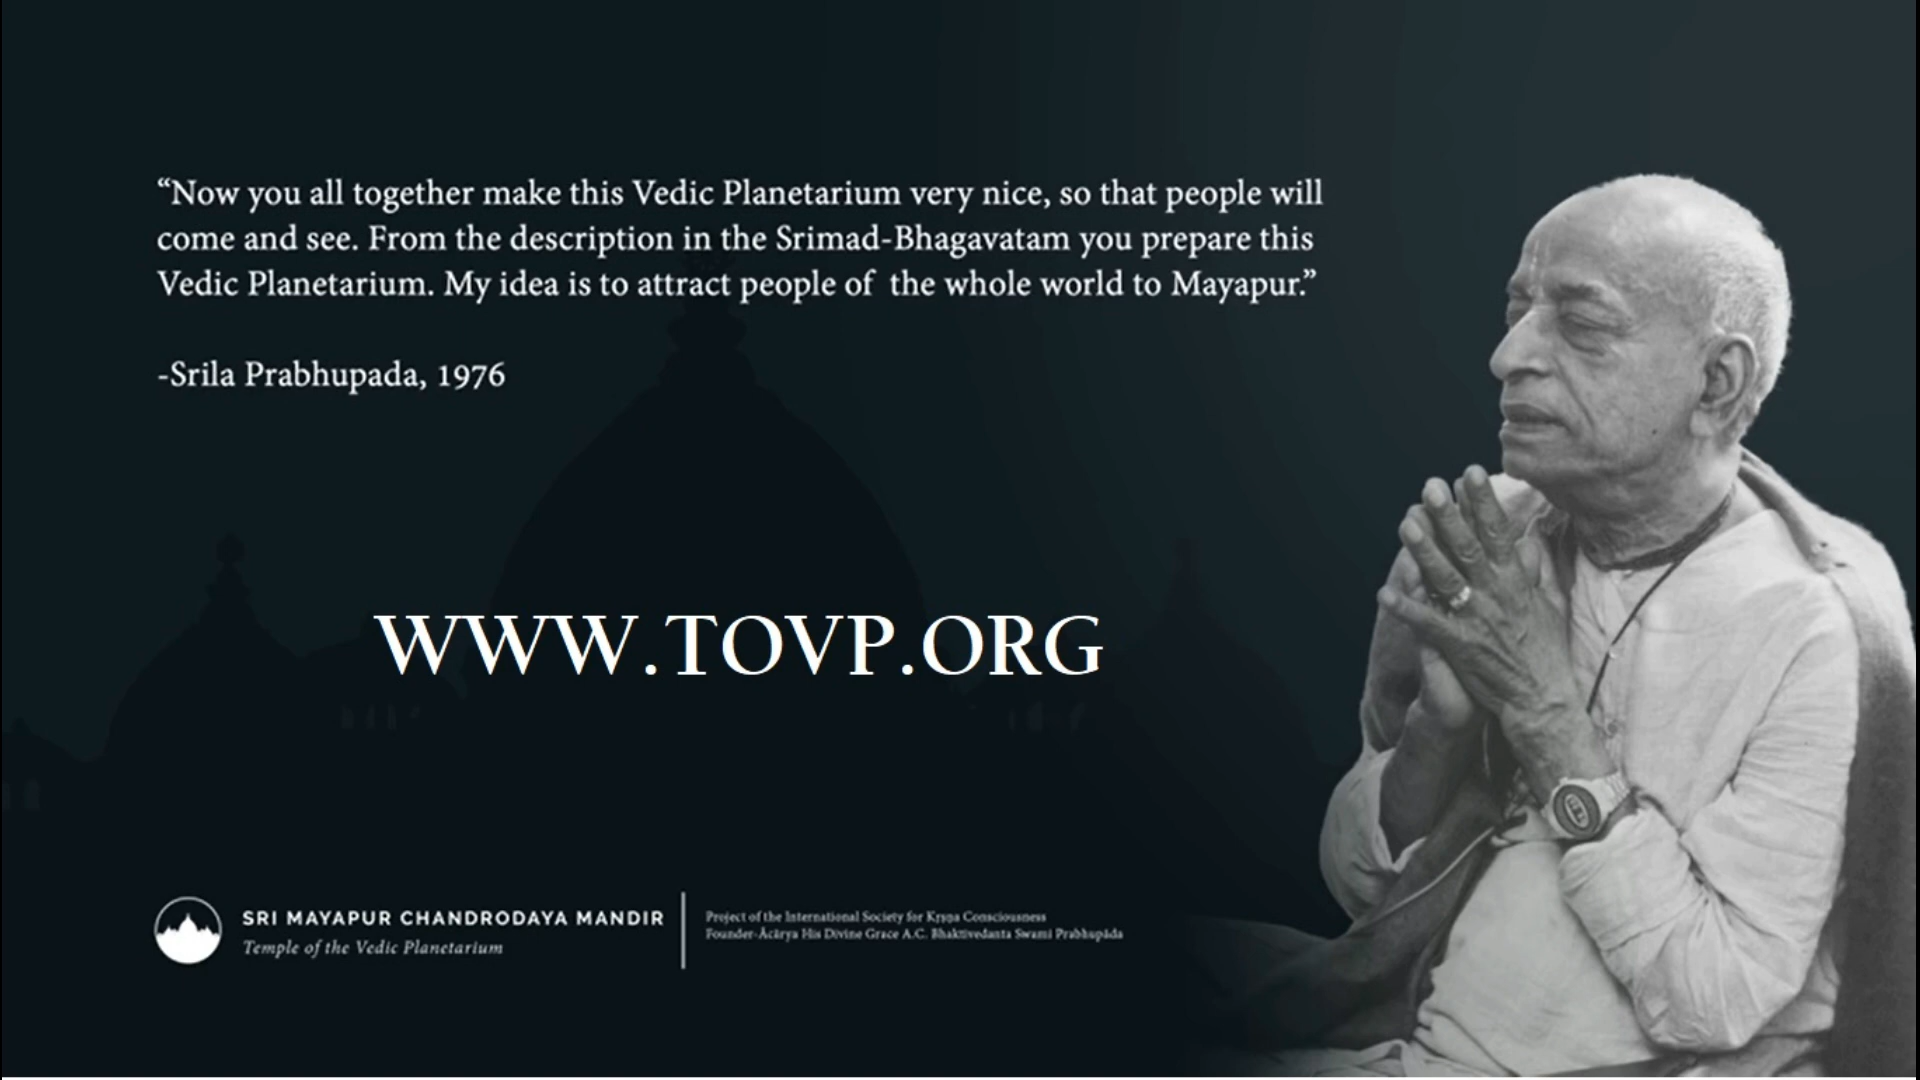 “Now you all together make this Vedic Planetarium very nice, so that people will
come and see. From the description in the Srimad-Bhagavatam you prepare this
Vedic Planetarium. My idea is to attract people of the whole world to Mayapur.”
-Srila Prabhupada, 1976
WWW.TOVP.ORG
SRI MAYAPUR CHANDRODAYA MANDIR
Temple of the Vedic Planetarium
Project of the International Society for Kṛṣṇa Consciousness
Founder-Ācārya His Divine Grace A.C. Bhaktivedanta Swami Prabhupāda